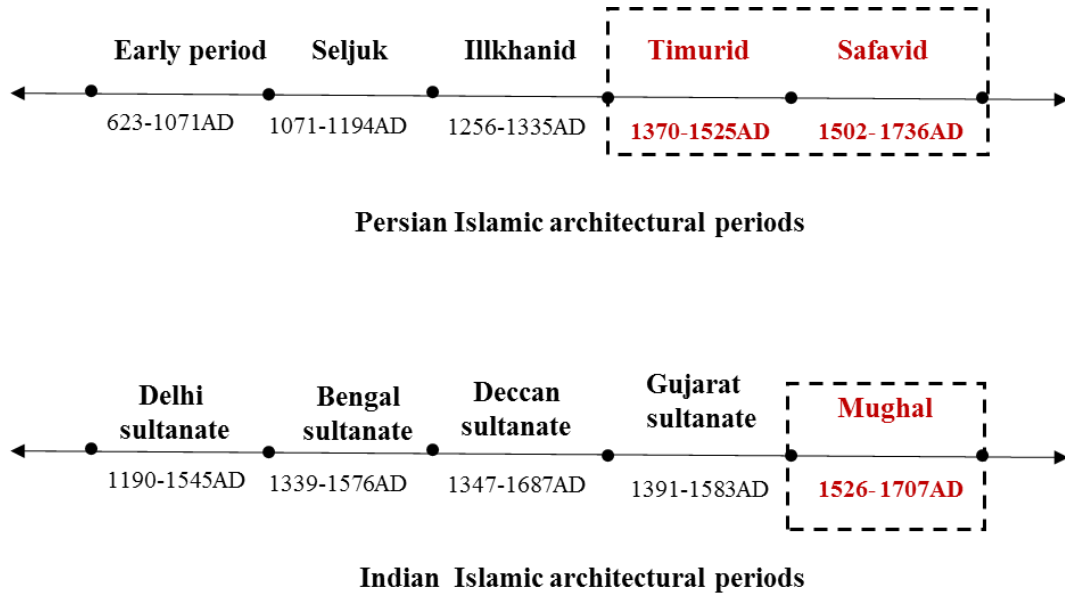 Early period Seljuk Illkhanid Timurid Safavid
623-1071AD 1071-1194AD 1256-1335AD 1370-1525AD 1502- 1736AD
Persian Islamic architectural periods
Delhi sultanate Bengal sultanate Deccan sultanate Gujarat sultanate Mughal
1190-1545AD 1339-1576AD 1347-1687AD 1391-1583AD 1526- 1707AD
Indian Islamic architectural periods